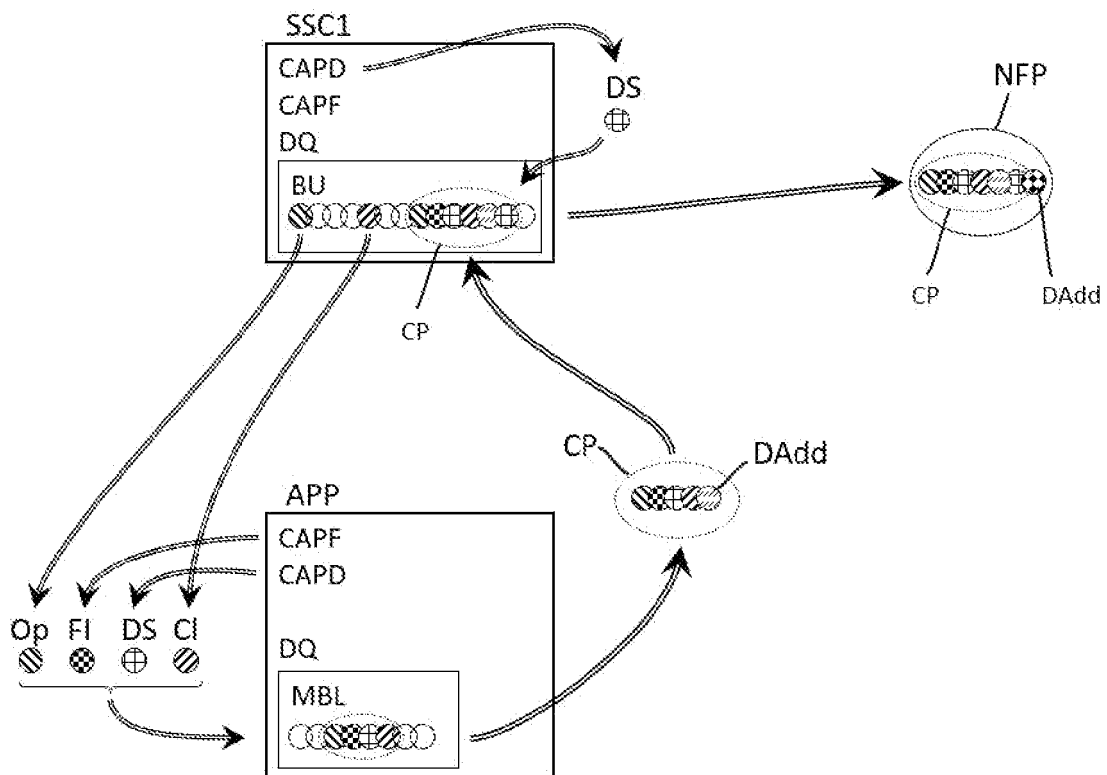 SSC1
CAPD
CAPF
DQ
BU
CP
DS
NFP
CP
DAdd
CP
DAdd
APP
CAPF
CAPD
DQ
MBL
Op FI DS CI